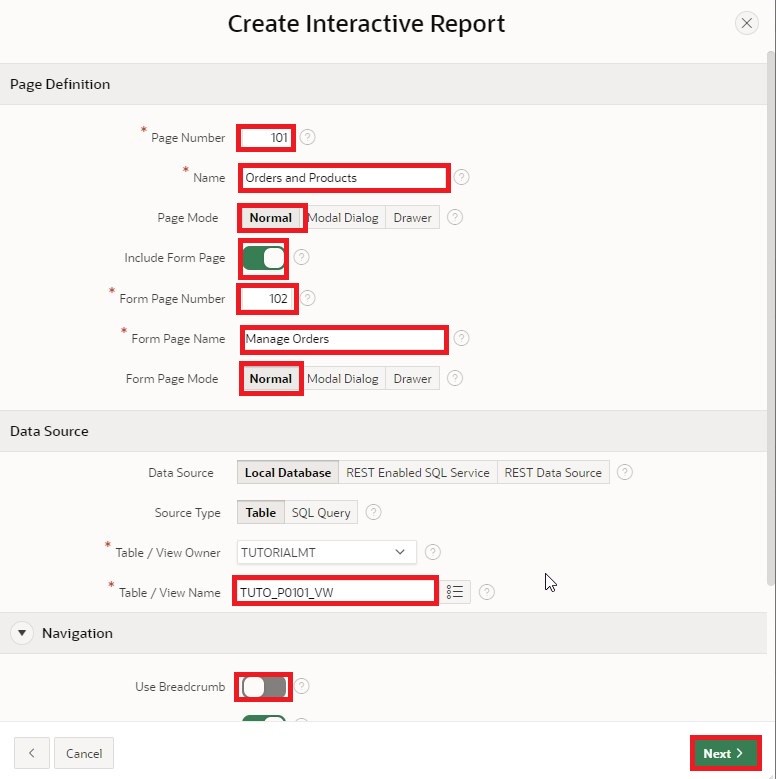 Create Interactive Report
Page Definition
* Page Number 101 ?
* Name Orders and Products ?
Page Mode Normal Modal Dialog Drawer ?
Include Form Page ?
* Form Page Number 102 ?
* Form Page Name Manage Orders ?
Form Page Mode Normal Modal Dialog Drawer ?
Data Source
Data Source Local Database REST Enabled SQL Service REST Data Source ?
Source Type Table SQL Query ?
* Table / View Owner TUTORIALMT ?
* Table / View Name TUTO_P0101_VW ?
Navigation
Use Breadcrumb ?
Cancel Next